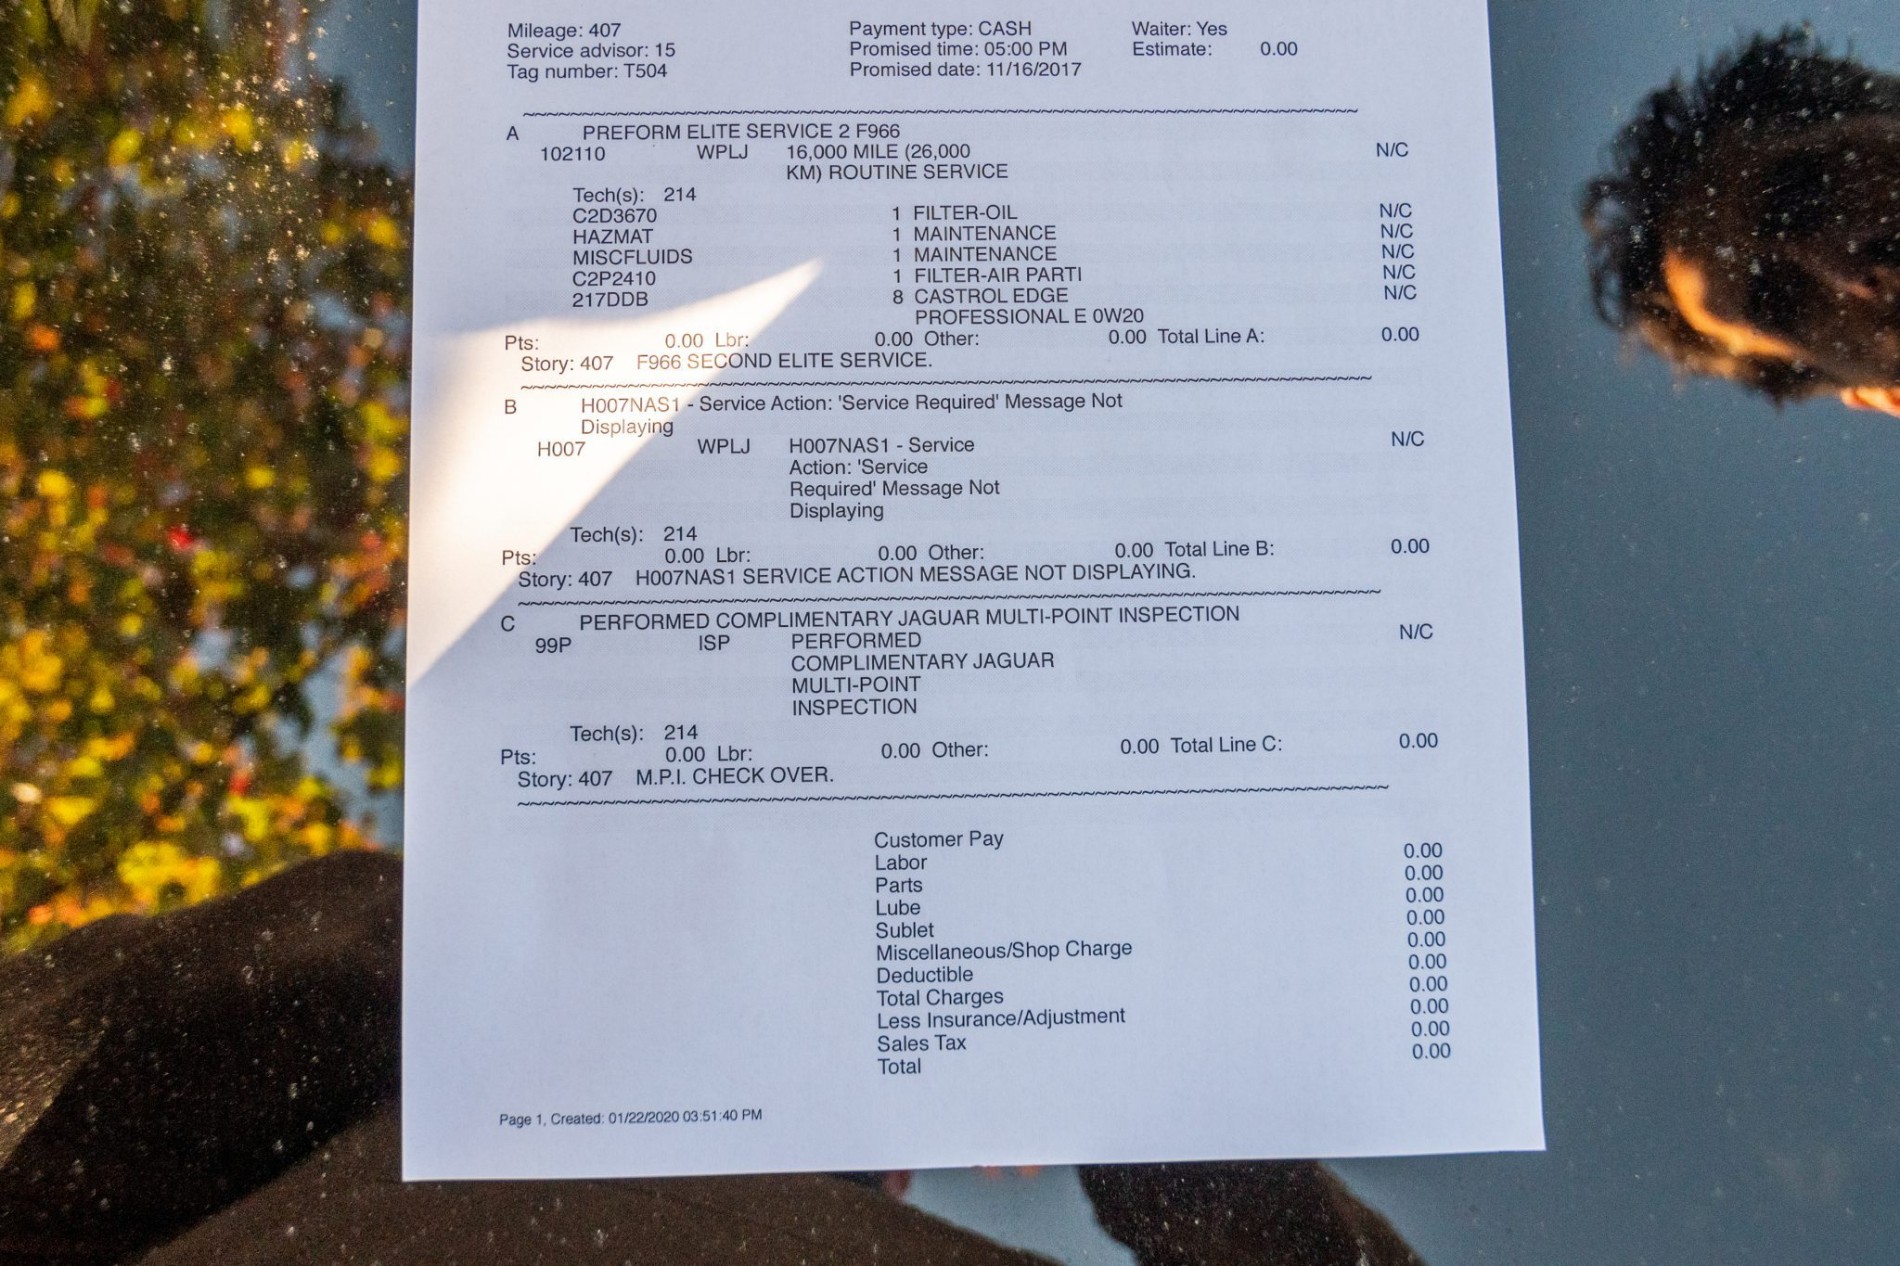 Mileage: 407 Payment type: CASH Waiter: Yes
Service advisor: 15 Promised time: 05:00 PM Estimate: 0.00
Tag number: T504 Promised date: 11/16/2017
~~~~~~~~~~~~~~~~~~~~~~~~~~~~~~~~~~~~~~~~~~~~~~~~~~~~~~~~~~~~~~~~~~~~~~~~~~~~
A PREFORM ELITE SERVICE 2 F966
102110 WPLJ 16,000 MILE (26,000 N/C
KM) ROUTINE SERVICE
Tech(s): 214
C2D3670 1 FILTER-OIL N/C
HAZMAT 1 MAINTENANCE N/C
MISCFLUIDS 1 MAINTENANCE N/C
C2P2410 1 FILTER-AIR PARTI N/C
217DDB 8 CASTROL EDGE N/C
PROFESSIONAL E 0W20
Pts: 0.00 Lbr: 0.00 Other: 0.00 Total Line A: 0.00
Story: 407 F966 SECOND ELITE SERVICE.
~~~~~~~~~~~~~~~~~~~~~~~~~~~~~~~~~~~~~~~~~~~~~~~~~~~~~~~~~~~~~~~~~~~~~~~~~~~~
B H007NAS1 - Service Action: 'Service Required' Message Not
Displaying
H007 WPLJ H007NAS1 - Service N/C
Action: 'Service
Required' Message Not
Displaying
Tech(s): 214
Pts: 0.00 Lbr: 0.00 Other: 0.00 Total Line B: 0.00
Story: 407 H007NAS1 SERVICE ACTION MESSAGE NOT DISPLAYING.
~~~~~~~~~~~~~~~~~~~~~~~~~~~~~~~~~~~~~~~~~~~~~~~~~~~~~~~~~~~~~~~~~~~~~~~~~~~~
C PERFORMED COMPLIMENTARY JAGUAR MULTI-POINT INSPECTION
99P ISP PERFORMED N/C
COMPLIMENTARY JAGUAR
MULTI-POINT
INSPECTION
Tech(s): 214
Pts: 0.00 Lbr: 0.00 Other: 0.00 Total Line C: 0.00
Story: 407 M.P.I. CHECK OVER.
~~~~~~~~~~~~~~~~~~~~~~~~~~~~~~~~~~~~~~~~~~~~~~~~~~~~~~~~~~~~~~~~~~~~~~~~~~~~
Customer Pay
Labor 0.00
Parts 0.00
Lube 0.00
Sublet 0.00
Miscellaneous/Shop Charge 0.00
Deductible 0.00
Total Charges 0.00
Less Insurance/Adjustment 0.00
Sales Tax 0.00
Total 0.00
Page 1, Created: 01/22/2020 03:51:40 PM